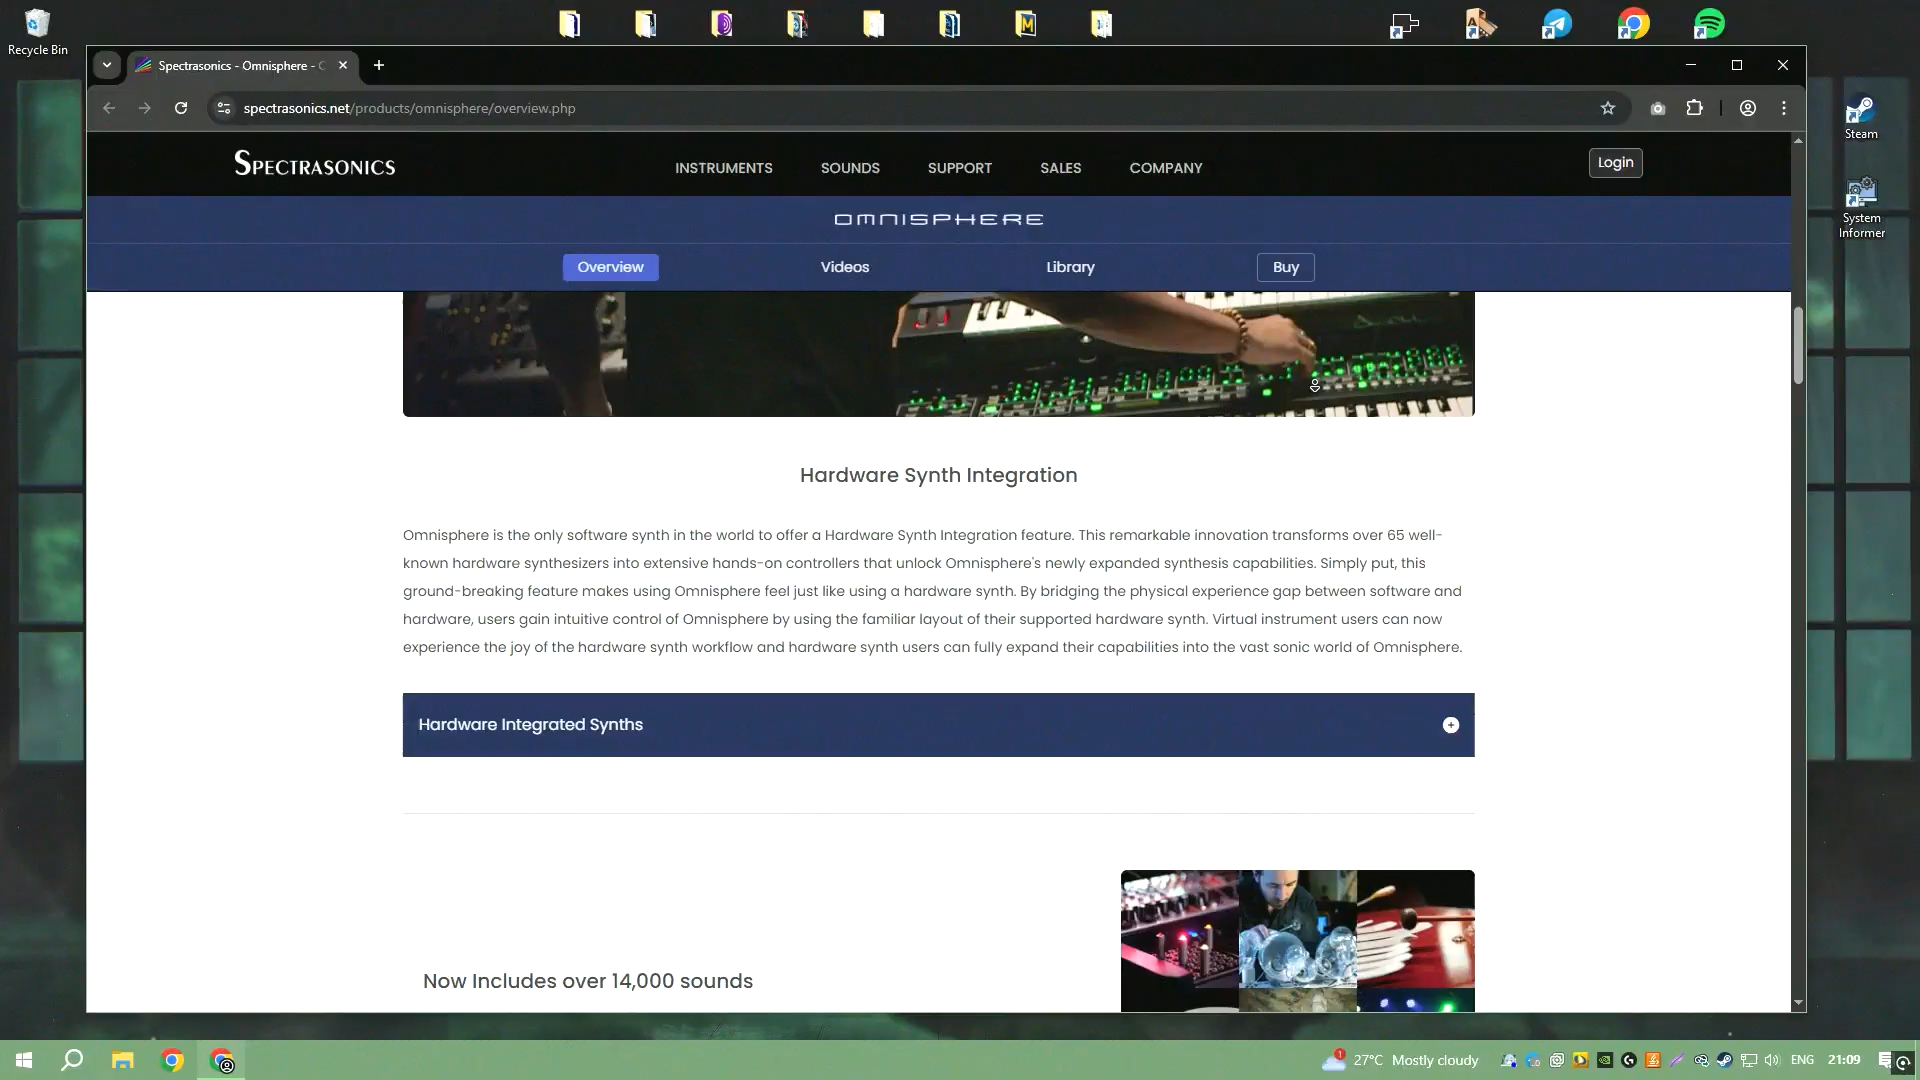 Recycle Bin
Spectrasonics - Omnisphere -
spectrasonics.net/products/omnisphere/overview.php
SPECTRASONICS
INSTRUMENTS
SOUNDS
SUPPORT
SALES
COMPANY
Login
OMNISPHERE
Overview
Videos
Library
Buy
Steam
System
Informer
Hardware Synth Integration
Omnisphere is the only software synth in the world to offer a Hardware Synth Integration feature. This remarkable innovation transforms over 65 well-
known hardware synthesizers into extensive hands-on controllers that unlock Omnisphere's newly expanded synthesis capabilities. Simply put, this
ground-breaking feature makes using Omnisphere feel just like using a hardware synth. By bridging the physical experience gap between software and
hardware, users gain intuitive control of Omnisphere by using the familiar layout of their supported hardware synth. Virtual instrument users can now
experience the joy of the hardware synth workflow and hardware synth users can fully expand their capabilities into the vast sonic world of Omnisphere.
Hardware Integrated Synths
Now Includes over 14,000 sounds
1
27°C Mostly cloudy
ENG
21:09